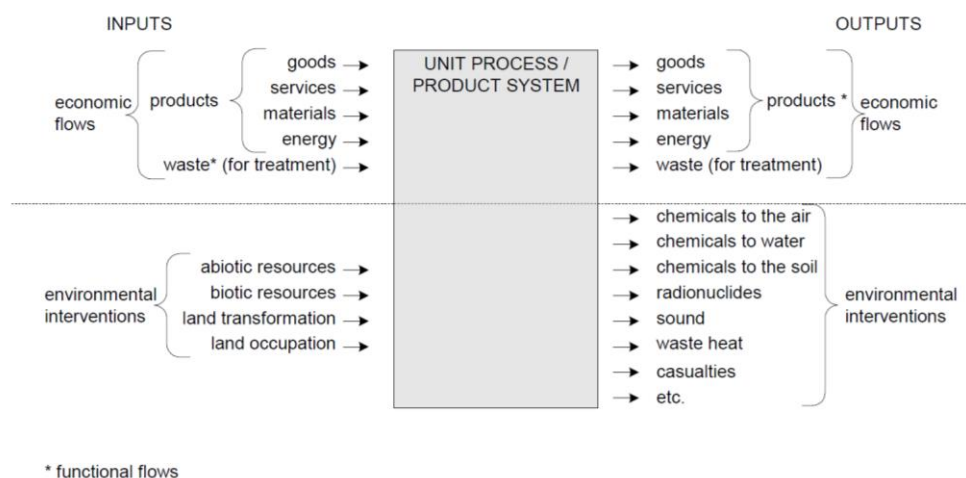 INPUTS
OUTPUTS
goods
services
materials
energy
products
economic
flows
waste* (for treatment)
UNIT PROCESS /
PRODUCT SYSTEM
goods
services
materials
energy
products *
economic
flows
waste (for treatment)
abiotic resources
biotic resources
land transformation
land occupation
environmental
interventions
chemicals to the air
chemicals to water
chemicals to the soil
radionuclides
sound
waste heat
casualties
etc.
environmental
interventions
* functional flows